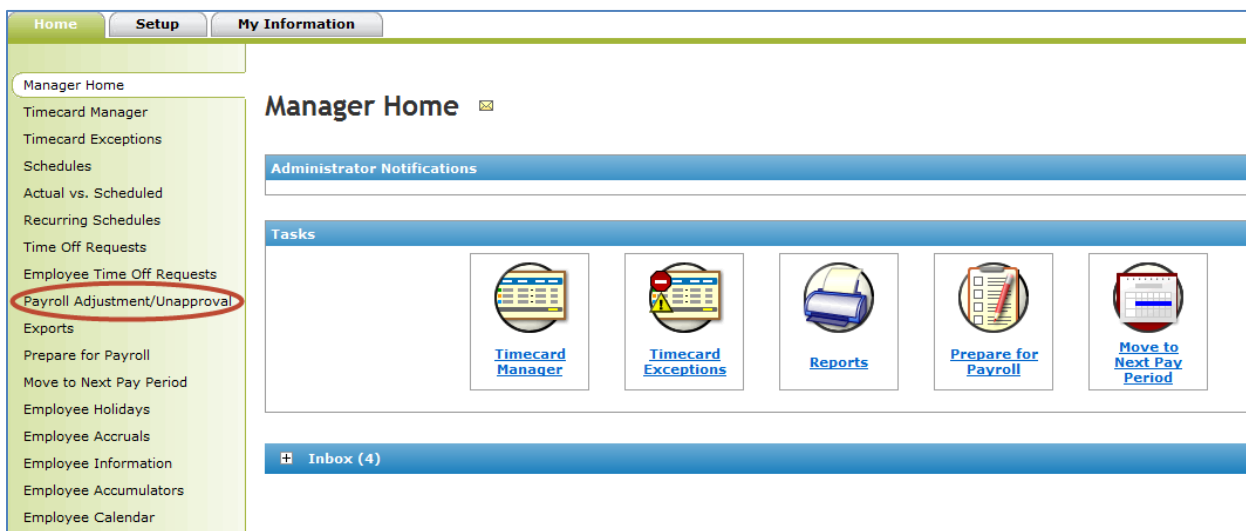 Home
Setup
My Information
Manager Home
Timecard Manager
Timecard Exceptions
Schedules
Actual vs. Scheduled
Recurring Schedules
Time Off Requests
Employee Time Off Requests
Payroll Adjustment/Unapproval
Exports
Prepare for Payroll
Move to Next Pay Period
Employee Holidays
Employee Accruals
Employee Information
Employee Accumulators
Employee Calendar
Manager Home
Administrator Notifications
Tasks
Timecard
Manager
Timecard
Exceptions
Reports
Prepare for
Payroll
Move to
Next Pay
Period
Inbox (4)